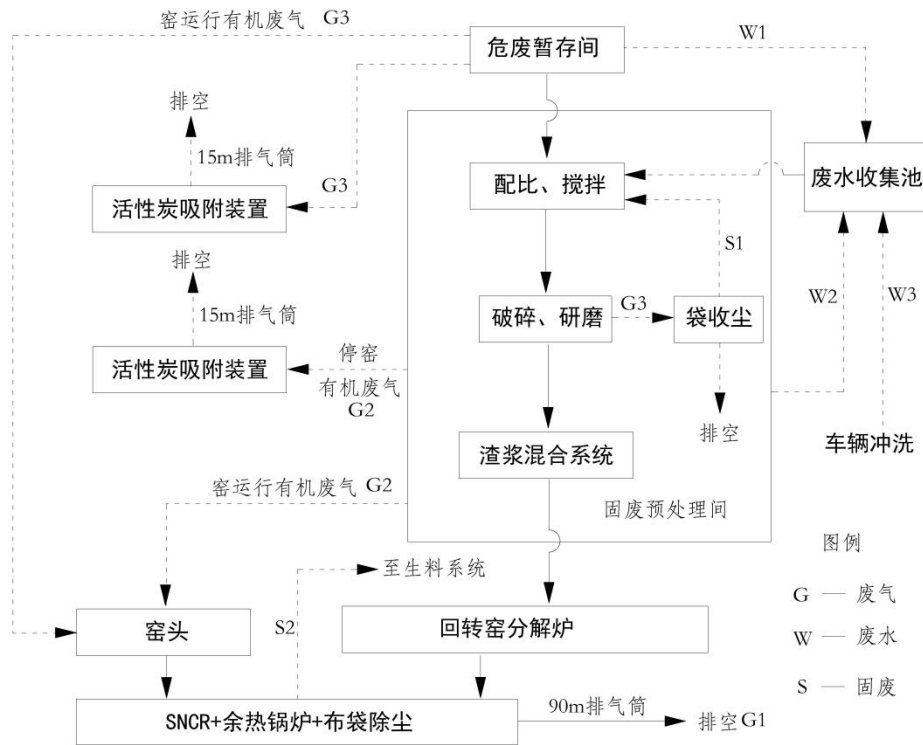 窑运行有机废气 G3
危废暂存间
W1
排空
15m排气筒
G3
配比、搅拌
废水收集池
活性炭吸附装置
排空
S1
15m排气筒
破碎、研磨
G3
袋收尘
W2
W3
停窑
活性炭吸附装置
有机废气
G2
排空
车辆冲洗
渣浆混合系统
窑运行有机废气 G2
固废预处理间
图例
至生料系统
G — 废气
S2
窑头
回转窑分解炉
W — 废水
S — 固废
90m排气筒
SNCR+余热锅炉+布袋除尘
排空G1